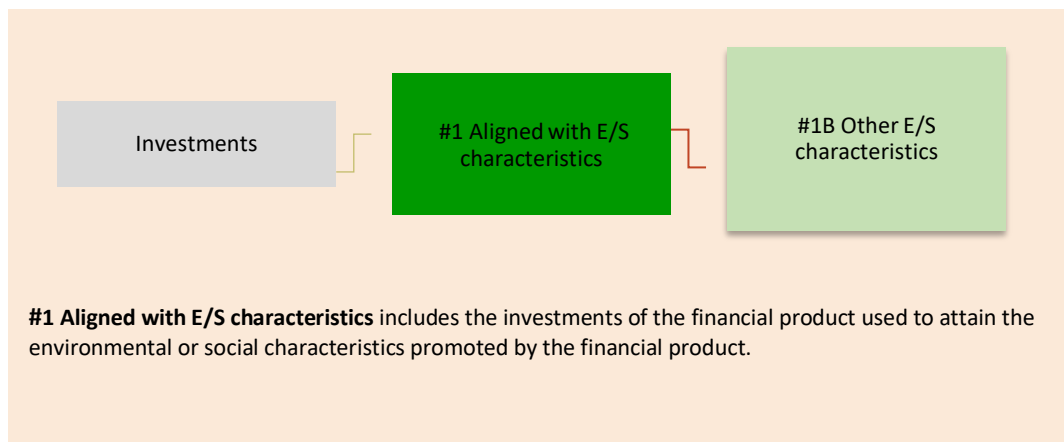 Investments
#1 Aligned with E/S
characteristics
#1B Other E/S
characteristics
#1 Aligned with E/S characteristics includes the investments of the financial product used to attain the
environmental or social characteristics promoted by the financial product.